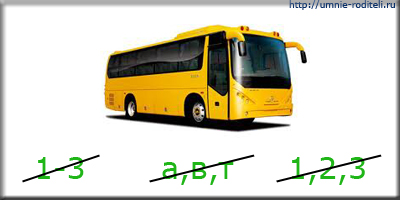 http://umnie-roditeli.ru
1-3 а,в,т 1,2,3